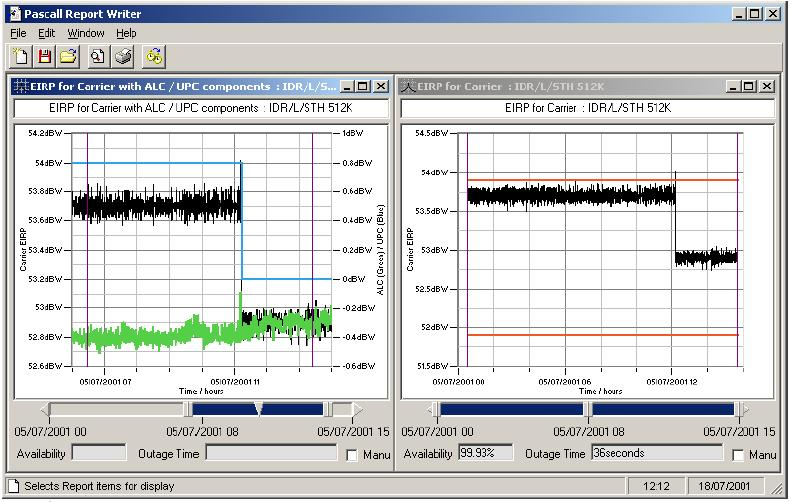 Pascall Report Writer
File Edit Window Help
EIRP for Carrier with ALC / UPC components : IDR/L/S...
EIRP for Carrier with ALC / UPC components : IDR/L/STH 512K
54.2dBW
54dBW
53.8dBW
53.6dBW
53.4dBW
53.2dBW
53dBW
52.8dBW
52.6dBW
Carrier EIRP
1dBW
0.8dBW
0.6dBW
0.4dBW
0.2dBW
0dBW
-0.2dBW
-0.4dBW
-0.6dBW
ALC (Green) / UPC (Blue)
05/07/2001 07 05/07/2001 11
Time / hours
05/07/2001 00 05/07/2001 08 05/07/2001 15
Availability Outage Time Manu
EIRP for Carrier : IDR/L/STH 512K
EIRP for Carrier : IDR/L/STH 512K
54.5dBW
54dBW
53.5dBW
53dBW
52.5dBW
52dBW
51.5dBW
Carrier EIRP
05/07/2001 00 05/07/2001 06 05/07/2001 12
Time / hours
05/07/2001 00 05/07/2001 08 05/07/2001 15
Availability 99.93% Outage Time 36seconds Manu
Selects Report items for display 12:12 18/07/2001